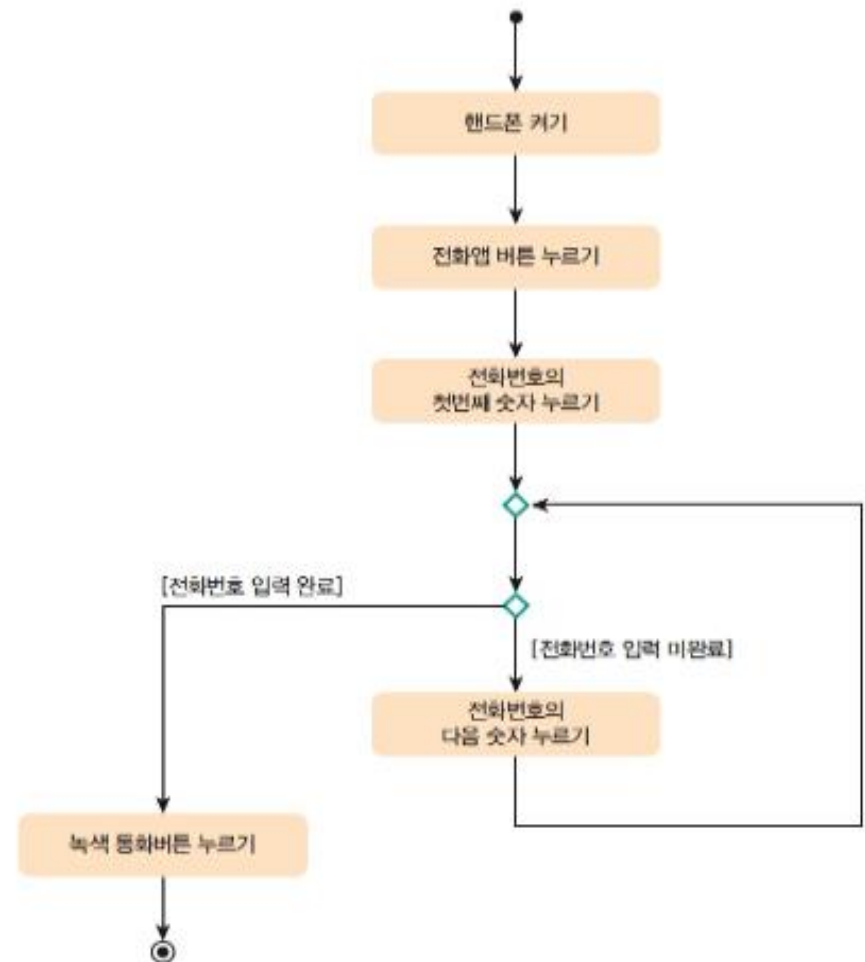 핸드폰 켜기
전화앱 버튼 누르기
전화번호의
첫번째 숫자 누르기
[전화번호 입력 완료]
[전화번호 입력 미완료]
전화번호의
다음 숫자 누르기
녹색 통화버튼 누르기